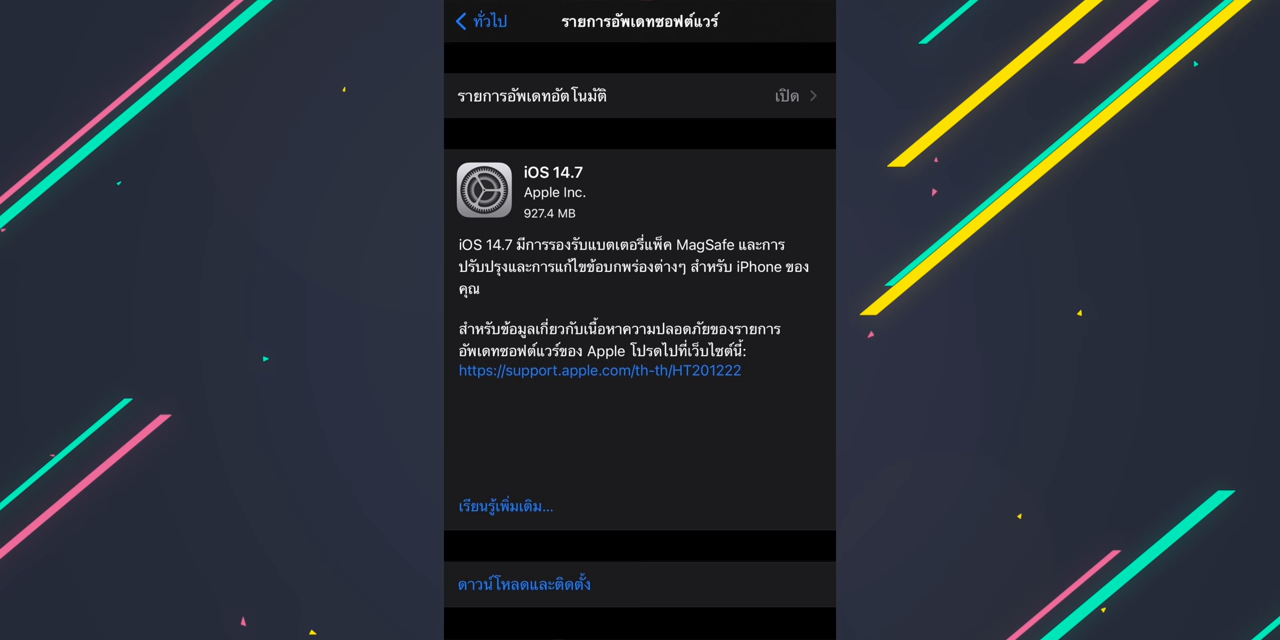 ทั่วไป
รายการอัพเดทซอฟต์แวร์
รายการอัพเดทอัตโนมัติ
เปิด
iOS 14.7
Apple Inc.
927.4 MB
iOS 14.7 มีการรองรับแบตเตอรี่แพ็ค MagSafe และการ
ปรับปรุงและการแก้ไขข้อบกพร่องต่างๆ สำหรับ iPhone ของ
คุณ
สำหรับข้อมูลเกี่ยวกับเนื้อหาความปลอดภัยของรายการ
อัพเดทซอฟต์แวร์ของ Apple โปรดไปที่เว็บไซต์นี้:
https://support.apple.com/th-th/HT201222
เรียนรู้เพิ่มเติม...
ดาวน์โหลดและติดตั้ง